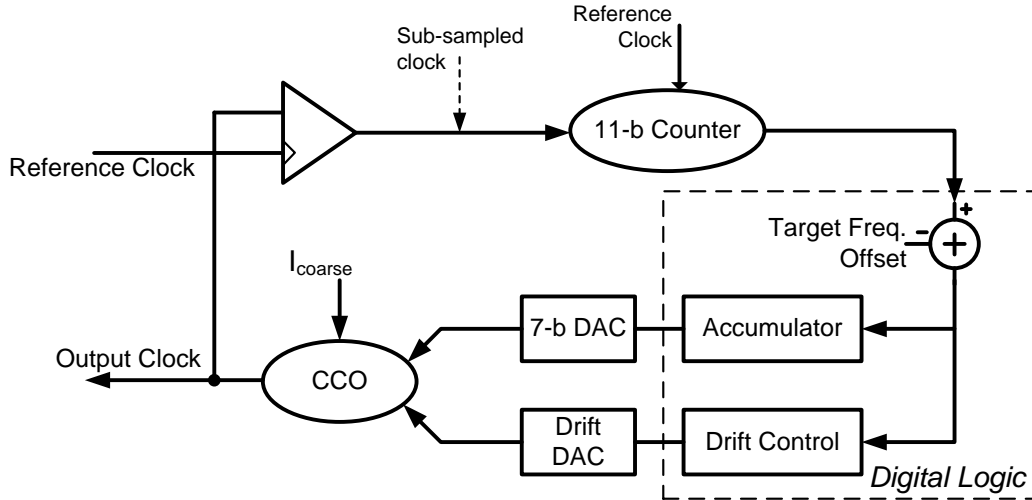 Reference
Clock
Sub-sampled
clock
11-b Counter
Reference Clock
+
Target Freq.
Offset
-
+
I_coarse
7-b DAC
Accumulator
Output Clock
CCO
Drift
DAC
Drift Control
Digital Logic